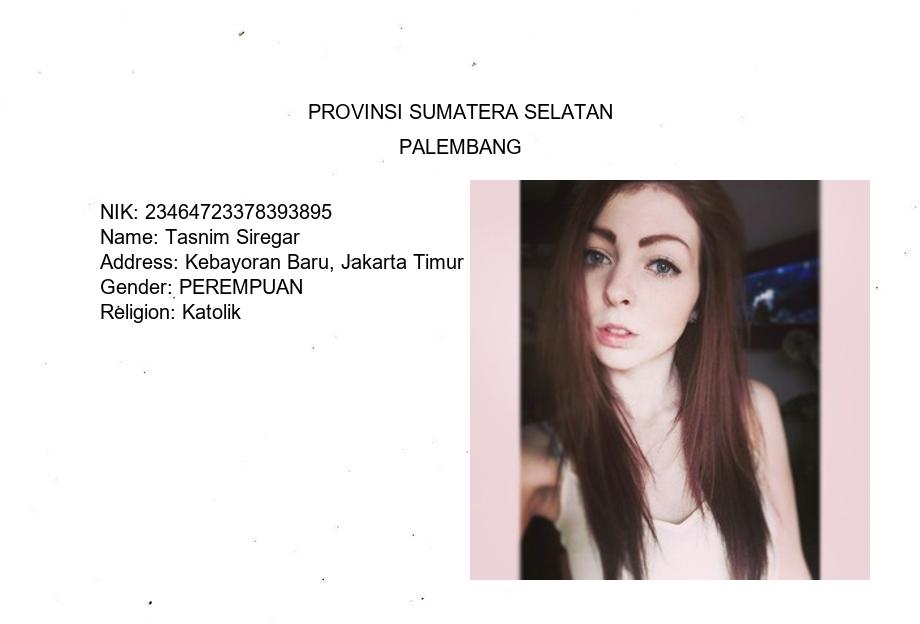 PROVINSI SUMATERA SELATAN
PALEMBANG
NIK: 23464723378393895
Name: Tasnim Siregar
Address: Kebayoran Baru, Jakarta Timur
Gender: PEREMPUAN
Religion: Katolik